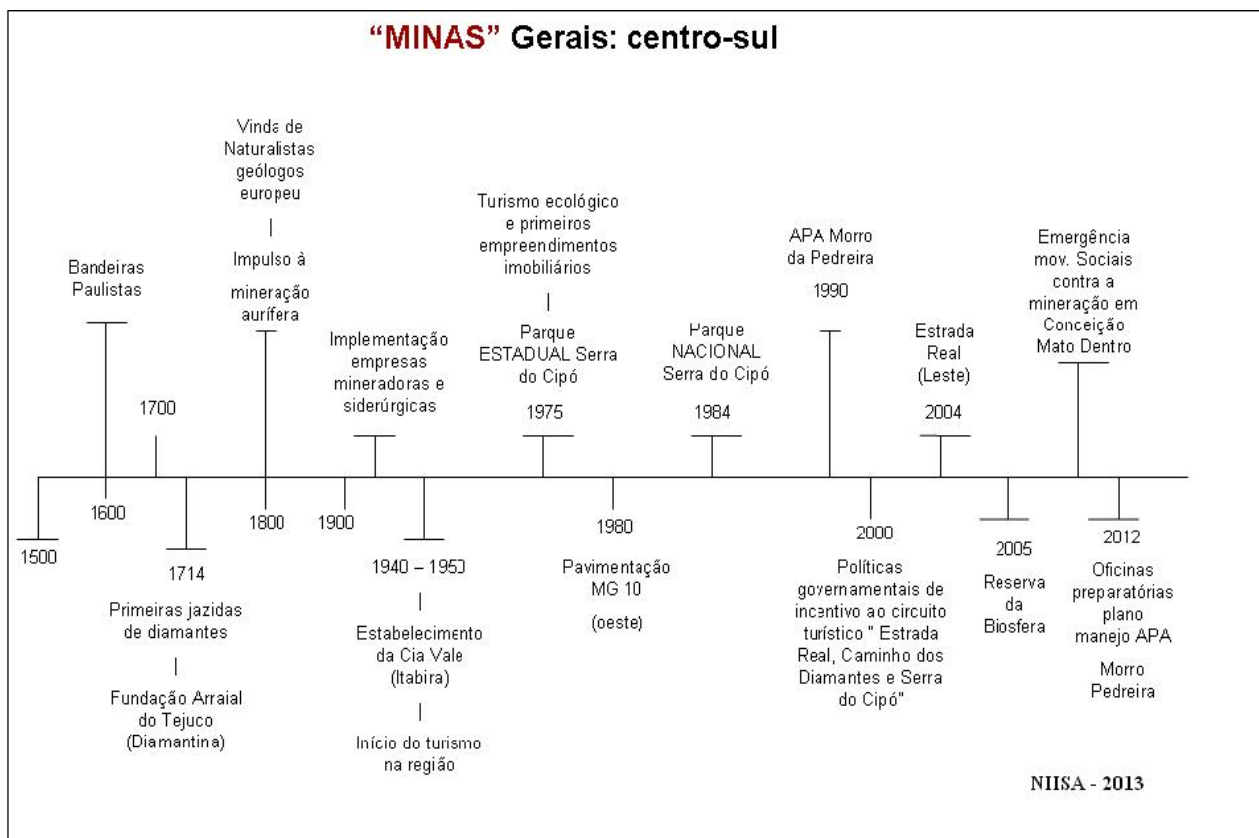 “MINAS” Gerais: centro-sul
Bandeiras
Paulistas
Vinda de
Naturalistas
geólogos
europeu
Impulso à
mineração
aurífera
Implementação
empresas
mineradoras e
siderúrgicas
Turismo ecológico
e primeiros
empreendimentos
imobiliários
Parque
ESTADUAL Serra
do Cipó
1975
Parque
NACIONAL
Serra do Cipó
1984
APA Morro
da Pedreira
1990
Estrada
Real
(Leste)
2004
Emergência
mov. Sociais
contra a
mineração em
Conceição
Mato Dentro
1700
1500
1600
1714
Primeiras jazidas
de diamantes
Fundação Arraial
do Tejuco
(Diamantina)
1800
1900
1940 – 1950
Estabelecimento
da Cia Vale
(Itabira)
Início do turismo
na região
1980
Pavimentação
MG 10
(oeste)
2000
Políticas
governamentais de
incentivo ao circuito
turístico " Estrada
Real, Caminho dos
Diamantes e Serra
do Cipó"
2005
Reserva
da
Biosfera
2012
Oficinas
preparatórias
plano
manejo APA
Morro
Pedreira
NIISA - 2013